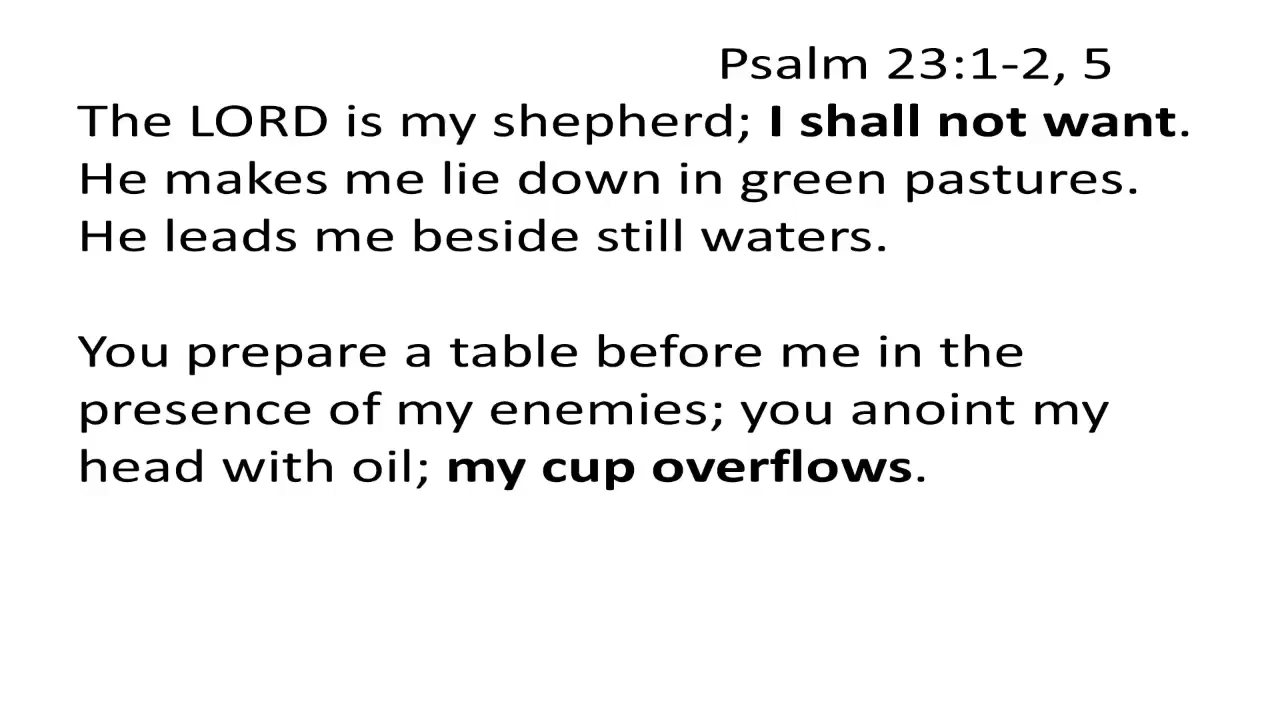 Psalm 23:1-2, 5
The LORD is my shepherd; I shall not want.
He makes me lie down in green pastures.
He leads me beside still waters.
You prepare a table before me in the
presence of my enemies; you anoint my
head with oil; my cup overflows.